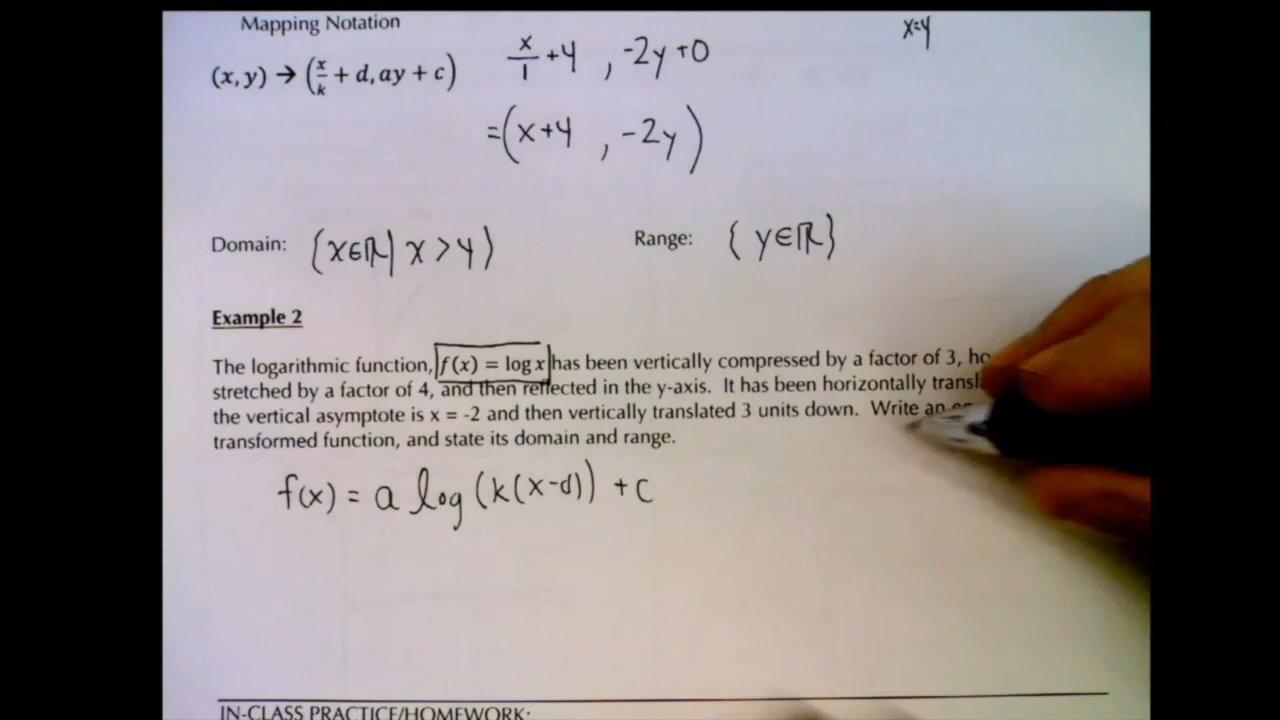 Mapping Notation
x=4
(x, y) → (x/k + d, ay + c)
x/1 +4 , -2y +0
=(x+4 , -2y)
Domain: {x∈ℝ| x > 4}
Range: {y∈ℝ}
Example 2
The logarithmic function, f(x) = log x has been vertically compressed by a factor of 3,
stretched by a factor of 4, and then reflected in the y-axis. It has been horizontally
the vertical asymptote is x = -2 and then vertically translated 3 units down. Write an
transformed function, and state its domain and range.
f(x) = a log (k(x-d)) + c
IN-CLASS PRACTICE/HOMEWORK: